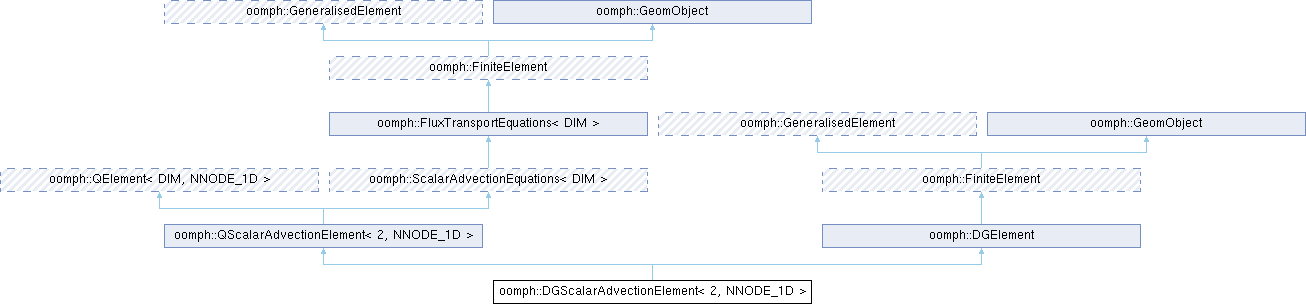 oomph::GeneralisedElement
oomph::GeomObject
oomph::FiniteElement
oomph::FluxTransportEquations< DIM >
oomph::GeneralisedElement
oomph::GeomObject
oomph::QElement< DIM, NNODE_1D >
oomph::ScalarAdvectionEquations< DIM >
oomph::FiniteElement
oomph::QScalarAdvectionElement< 2, NNODE_1D >
oomph::DGElement
oomph::DGScalarAdvectionElement< 2, NNODE_1D >